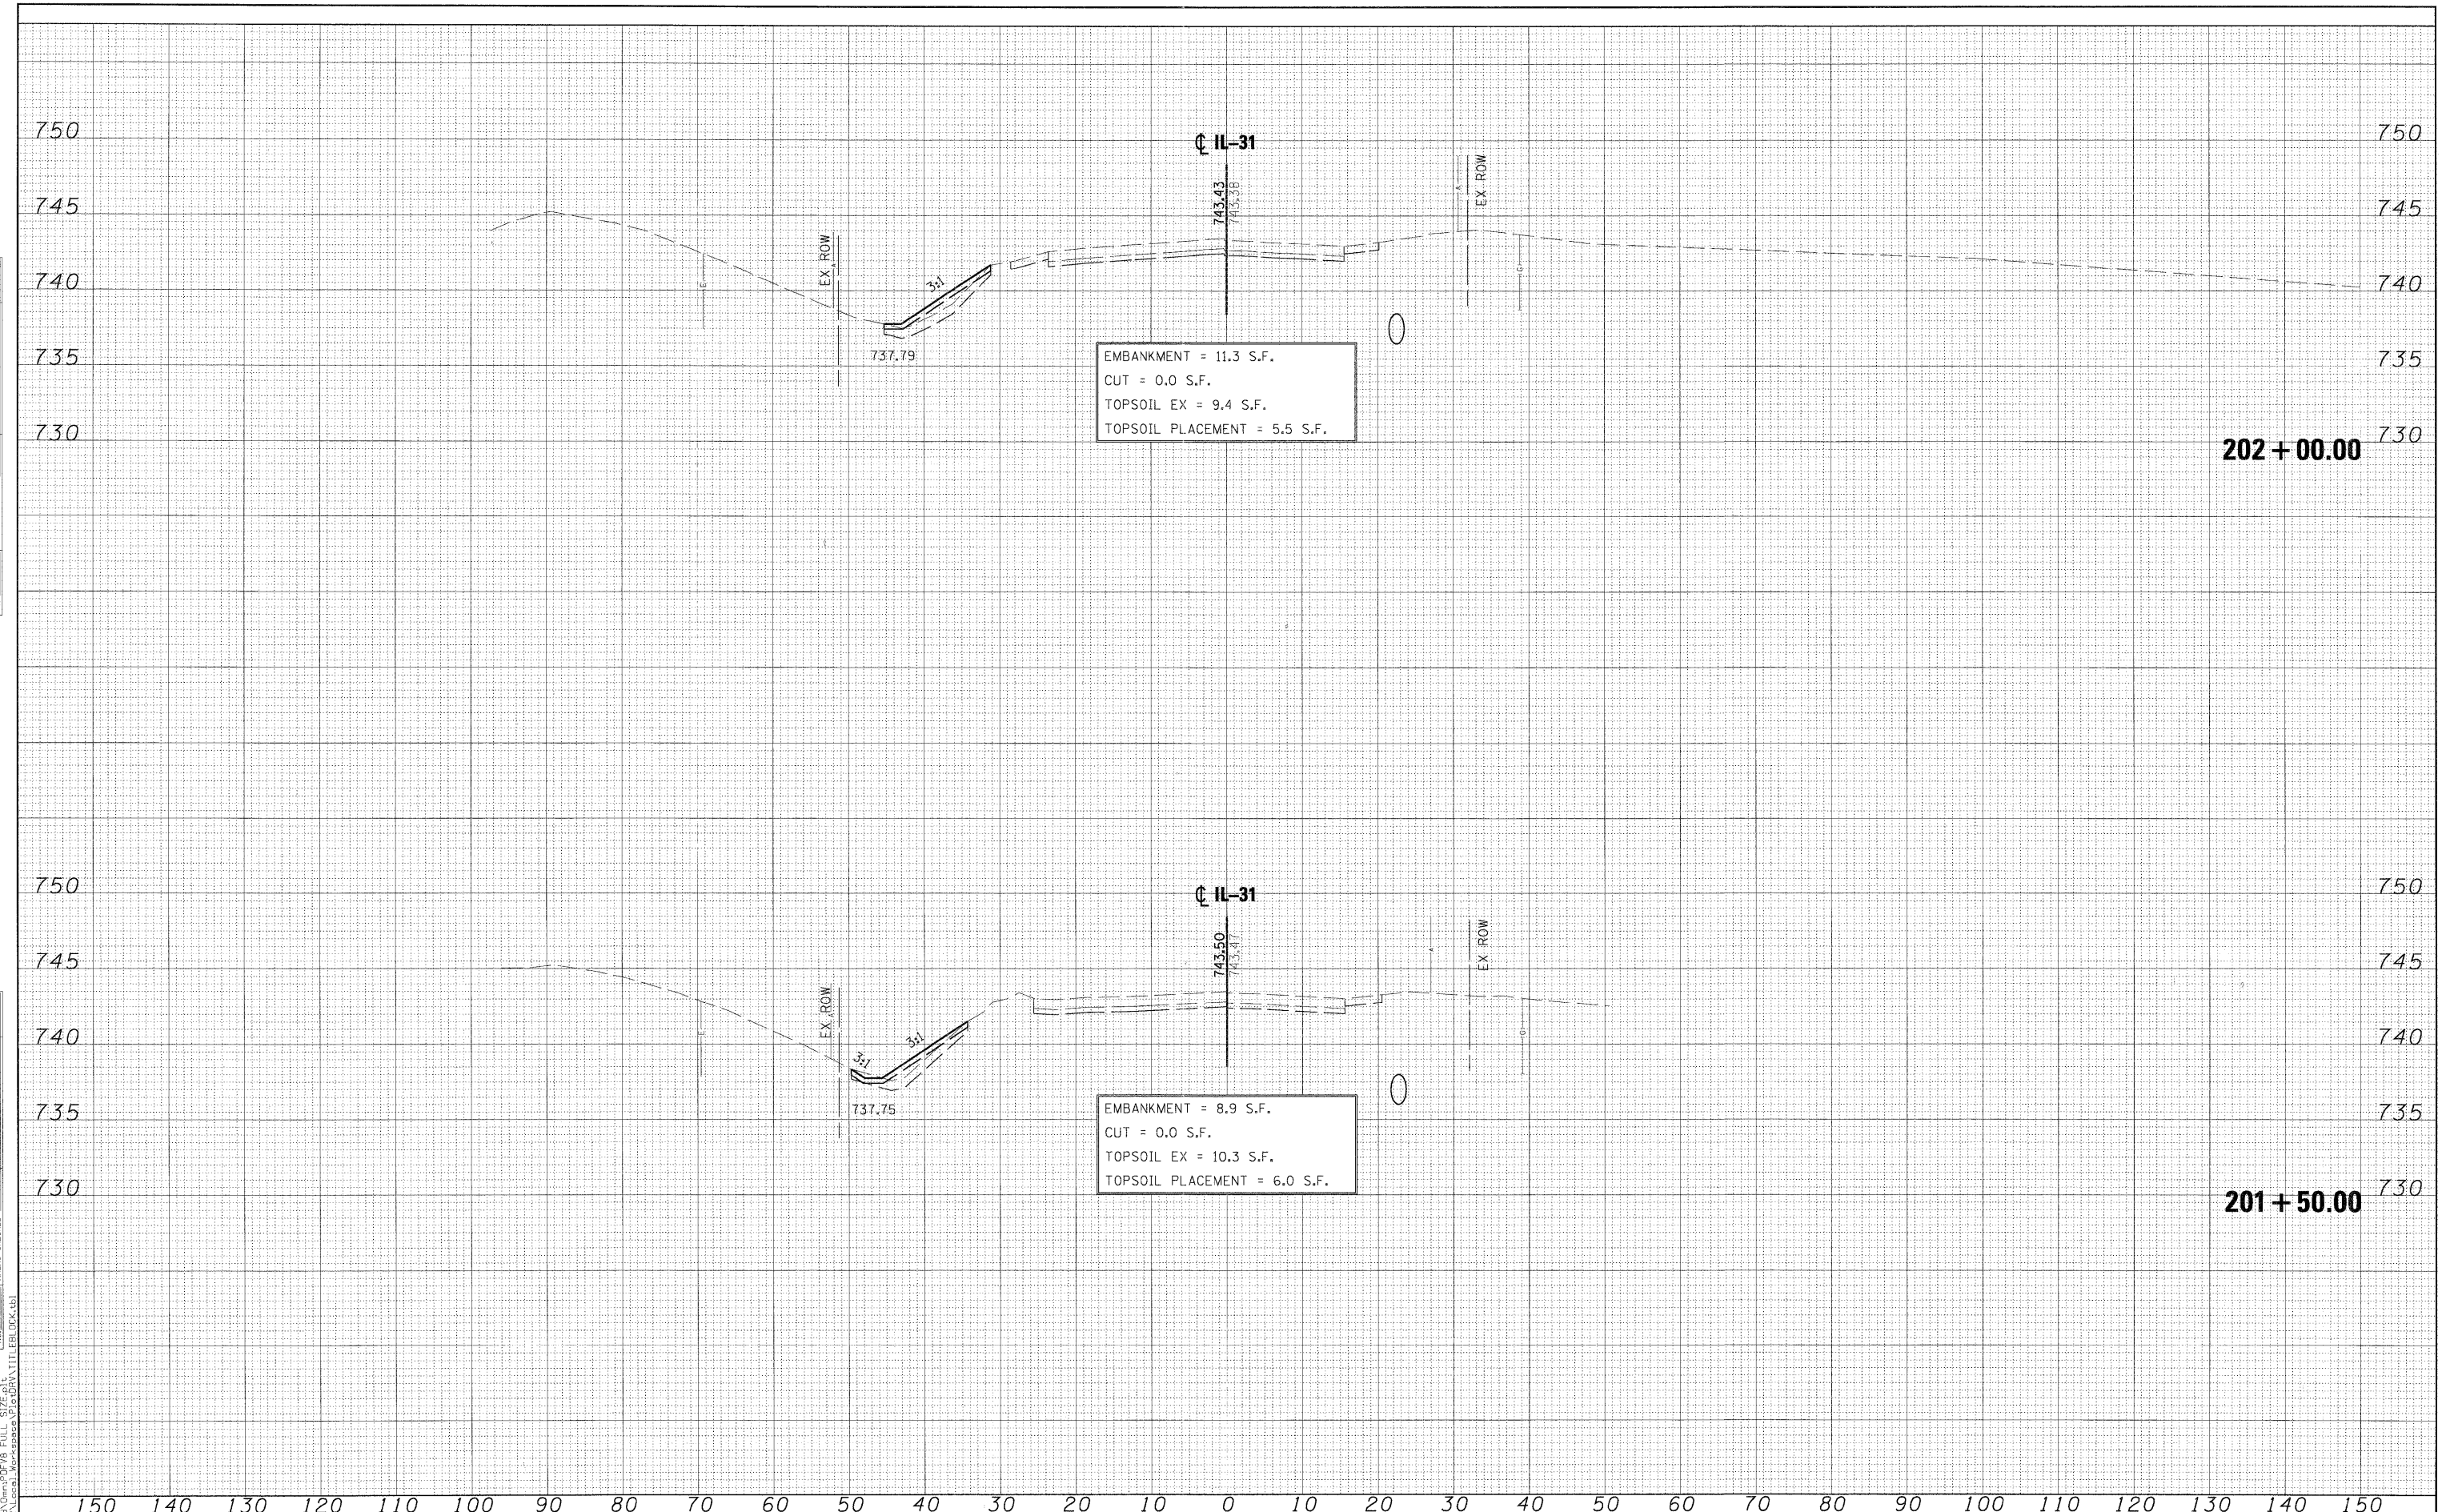 750
750
℄ IL-31
743.43
743.38
EX ROW
EX ROW
745
745
A
A
E
G
3:1
740
740
737.79
735
735
EMBANKMENT = 11.3 S.F.
CUT = 0.0 S.F.
TOPSOIL EX = 9.4 S.F.
TOPSOIL PLACEMENT = 5.5 S.F.
730
730
202 + 00.00
750
750
℄ IL-31
743.50
743.47
EX ROW
EX ROW
745
745
A
A
E
G
3:1
3:1
740
740
737.75
735
735
EMBANKMENT = 8.9 S.F.
CUT = 0.0 S.F.
TOPSOIL EX = 10.3 S.F.
TOPSOIL PLACEMENT = 6.0 S.F.
730
730
201 + 50.00
150 140 130 120 110 100 90 80 70 60 50 40 30 20 10 0 10 20 30 40 50 60 70 80 90 100 110 120 130 140 150
FULL SIZE.plt
\TITLEBLOCK.tbl